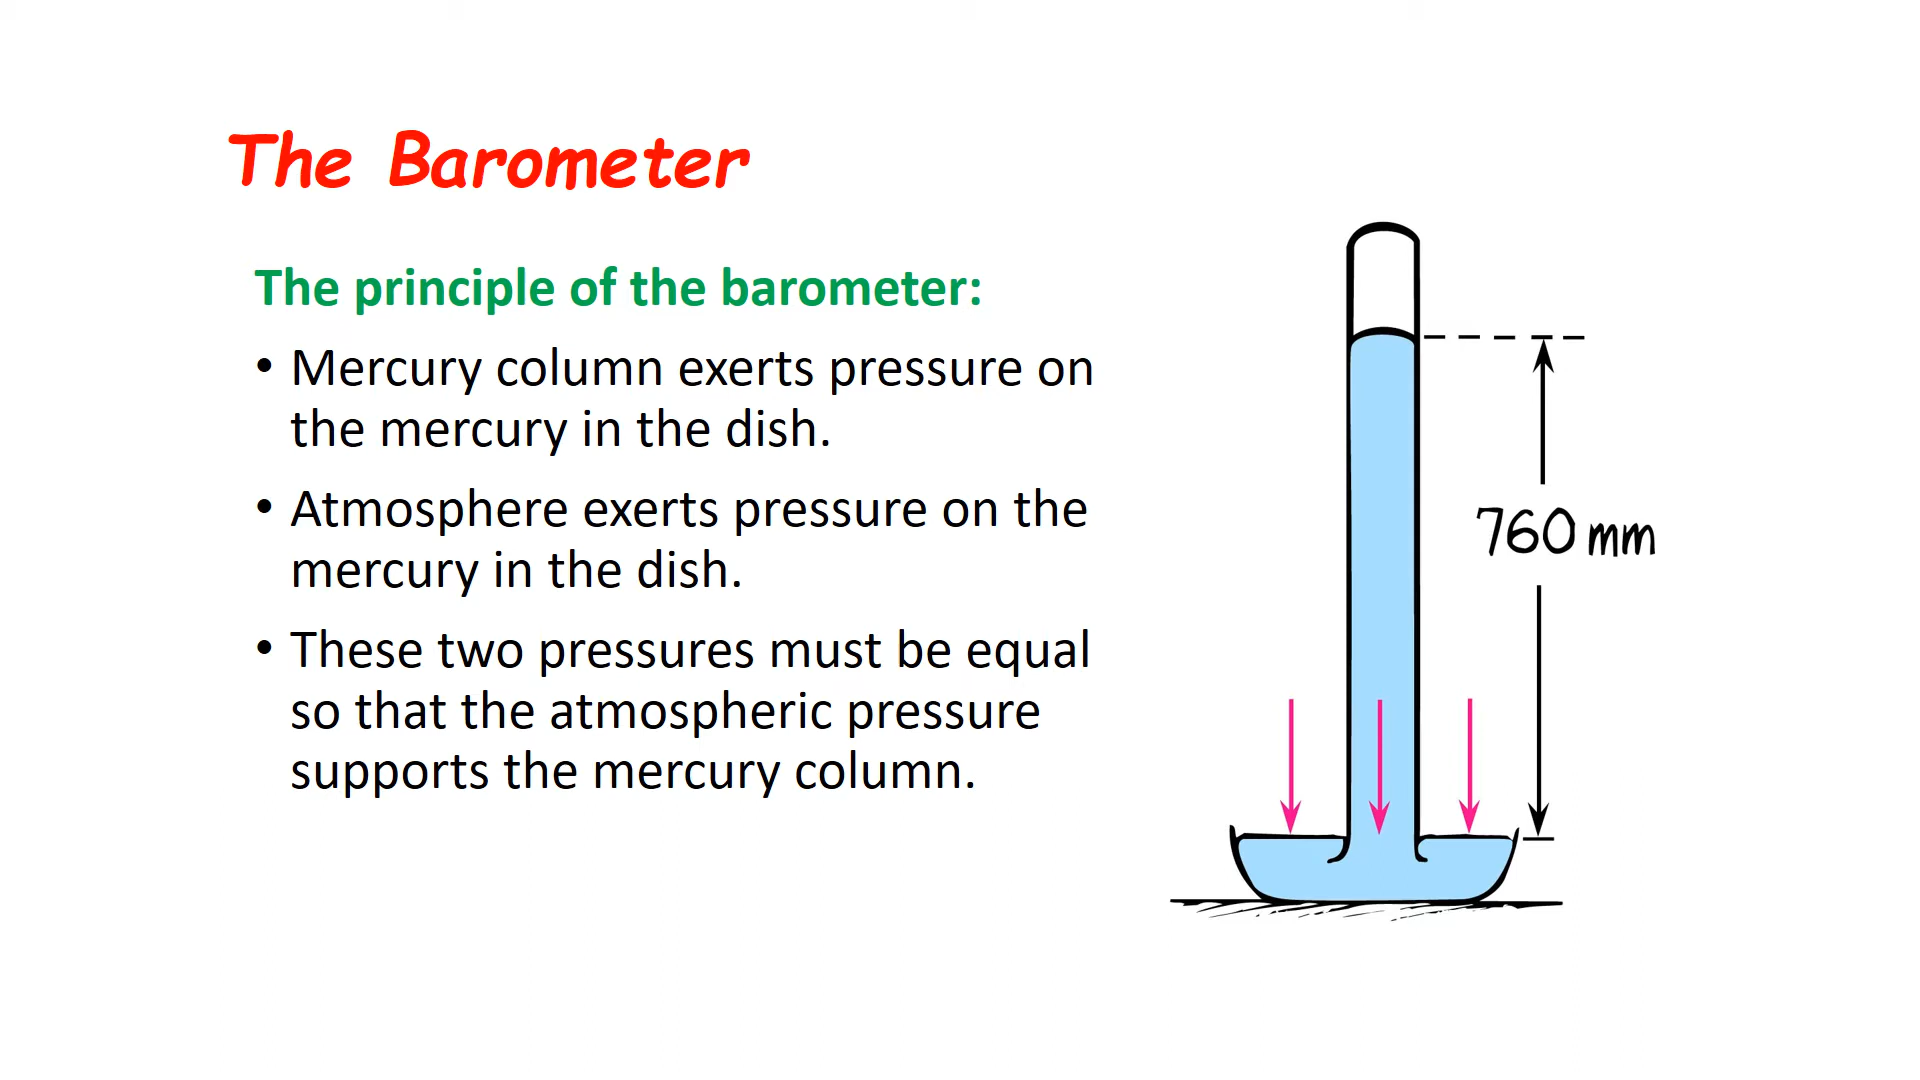 The Barometer
The principle of the barometer:
• Mercury column exerts pressure on
the mercury in the dish.
• Atmosphere exerts pressure on the
mercury in the dish.
• These two pressures must be equal
so that the atmospheric pressure
supports the mercury column.
760 mm